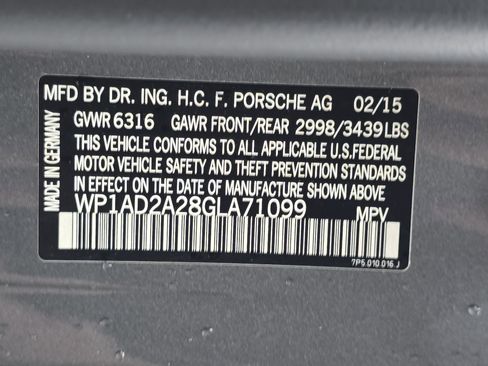 MFD BY DR. ING. H.C. F. PORSCHE AG 02/15
GVWR 6316 GAWR FRONT/REAR 2998/3439LBS
THIS VEHICLE CONFORMS TO ALL APPLICABLE U.S.FEDERAL
MOTOR VEHICLE SAFETY AND THEFT PREVENTION STANDARDS
IN EFFECT ON THE DATE OF MANUFACTURE SHOWN ABOVE.
WP1AD2A28GLA71099 MPV
MADE IN GERMANY
7P5.010.016 J